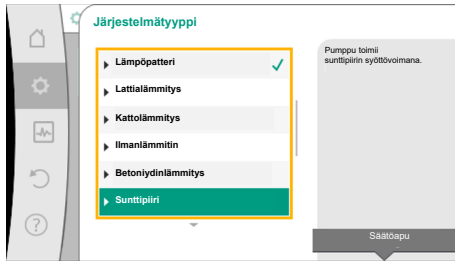 Järjestelmätyyppi
Lämpöpatteri
Lattialämmitys
Kattolämmitys
Ilmanlämmitin
Betoniydinlämmitys
Sunttipiiri
Pumppu toimii
sunttipiirin syöttövoimana.
Säätöapu